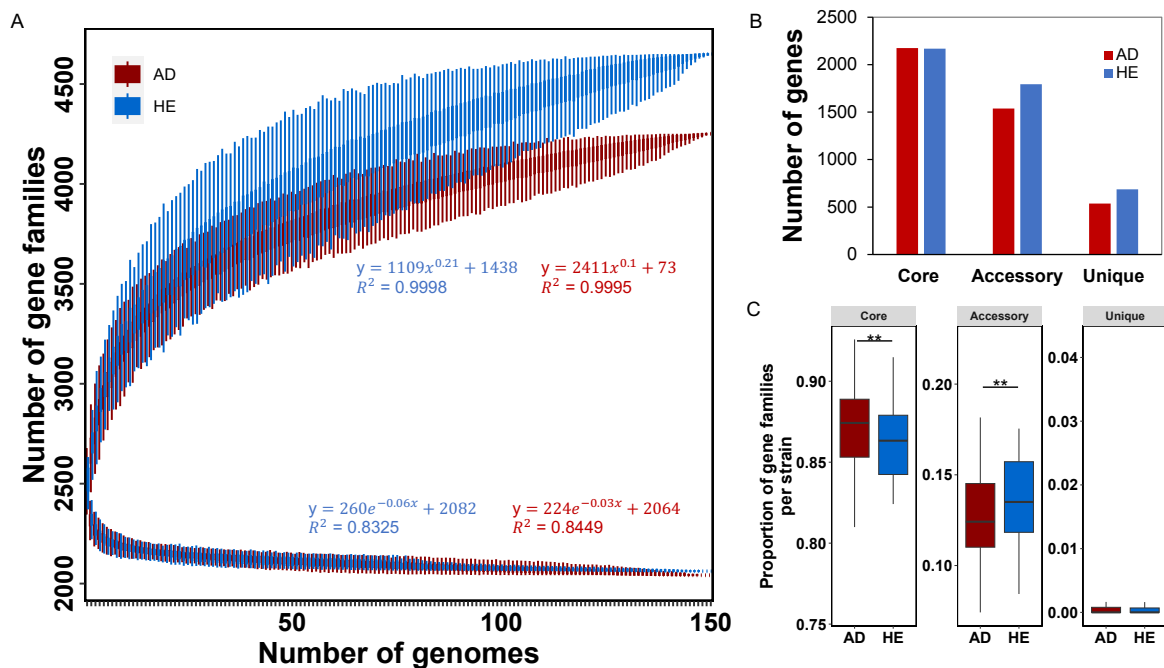 A
Number of gene families
4500
4000
3500
3000
2500
2000
AD
HE
y = 1109x^0.21 + 1438
R² = 0.9998
y = 2411x^0.1 + 73
R² = 0.9995
y = 260e^−0.06x + 2082
R² = 0.8325
y = 224e^−0.03x + 2064
R² = 0.8449
50
100
150
Number of genomes
B
Number of genes
2500
2000
1500
1000
500
0
AD
HE
Core Accessory Unique
C
Proportion of gene families
per strain
Core
**
0.90
0.85
0.80
0.75
AD HE
Accessory
**
0.20
0.15
0.10
AD HE
Unique
0.04
0.03
0.02
0.01
0.00
AD HE